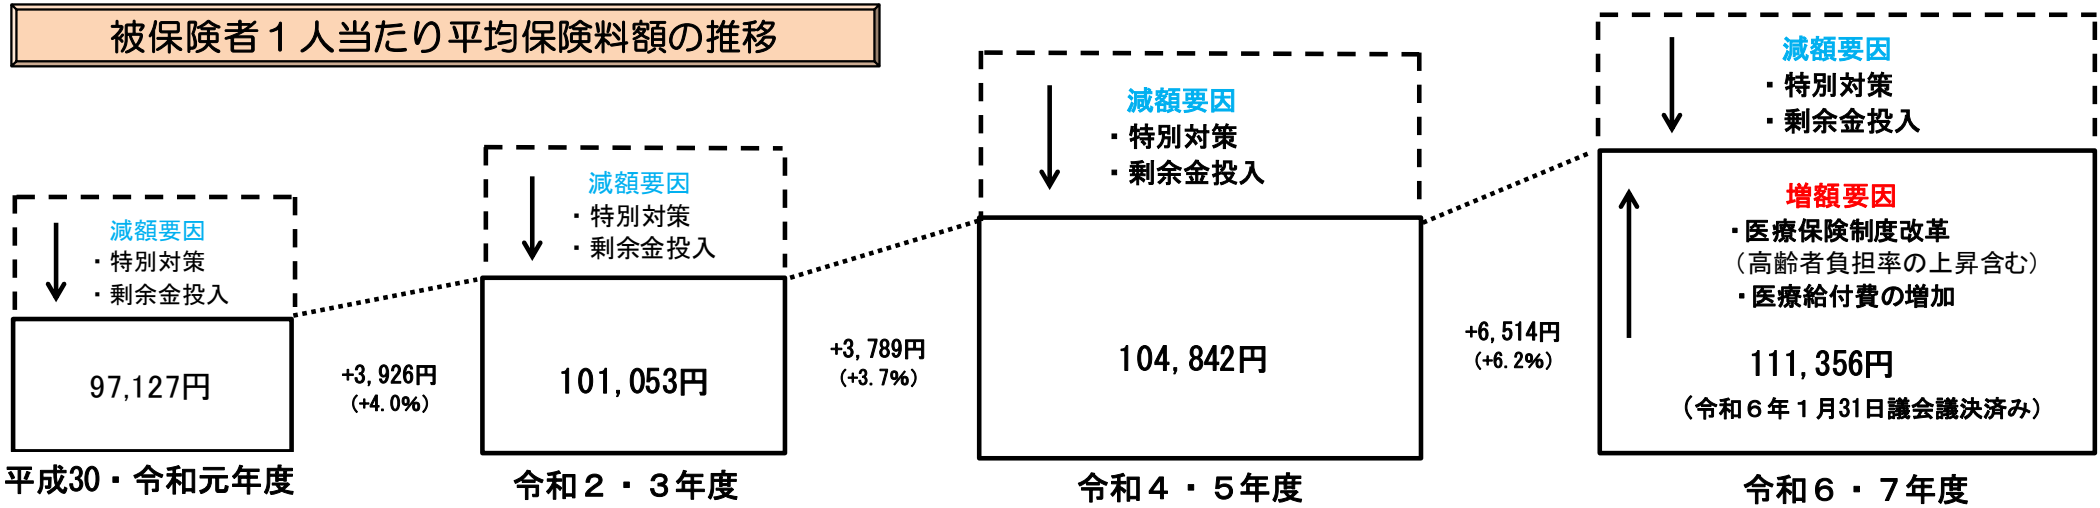 被保険者１人当たり平均保険料額の推移
減額要因
・特別対策
・剰余金投入
97,127円
平成30・令和元年度
+3,926円
(+4.0%)
減額要因
・特別対策
・剰余金投入
101,053円
令和２・３年度
+3,789円
(+3.7%)
減額要因
・特別対策
・剰余金投入
104,842円
令和４・５年度
+6,514円
(+6.2%)
減額要因
・特別対策
・剰余金投入
増額要因
・医療保険制度改革
（高齢者負担率の上昇含む）
・医療給付費の増加
111,356円
（令和６年１月31日議会議決済み）
令和６・７年度